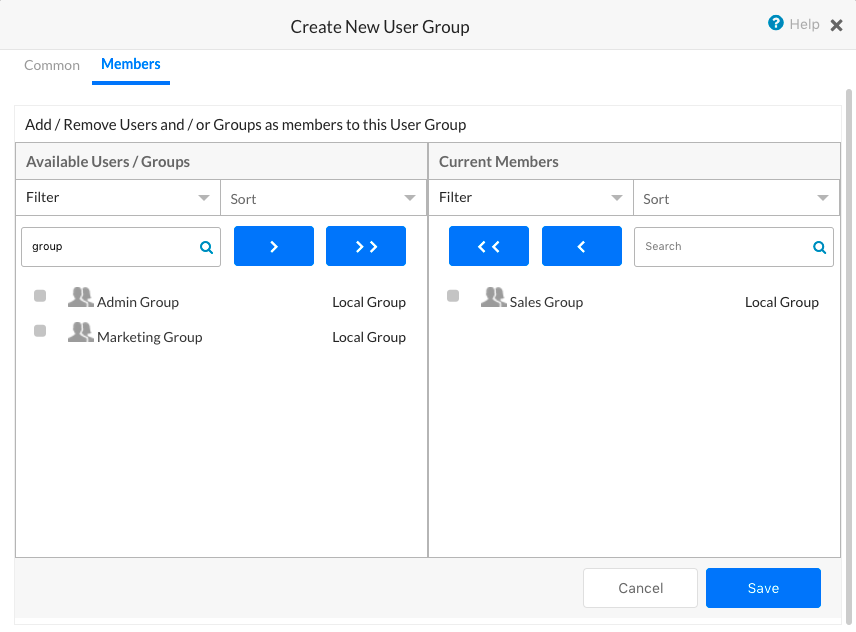 Create New User Group
Help
Common Members
Add / Remove Users and / or Groups as members to this User Group
Available Users / Groups
Filter Sort
group
Admin Group Local Group
Marketing Group Local Group
Current Members
Filter Sort
Search
Sales Group Local Group
Cancel Save